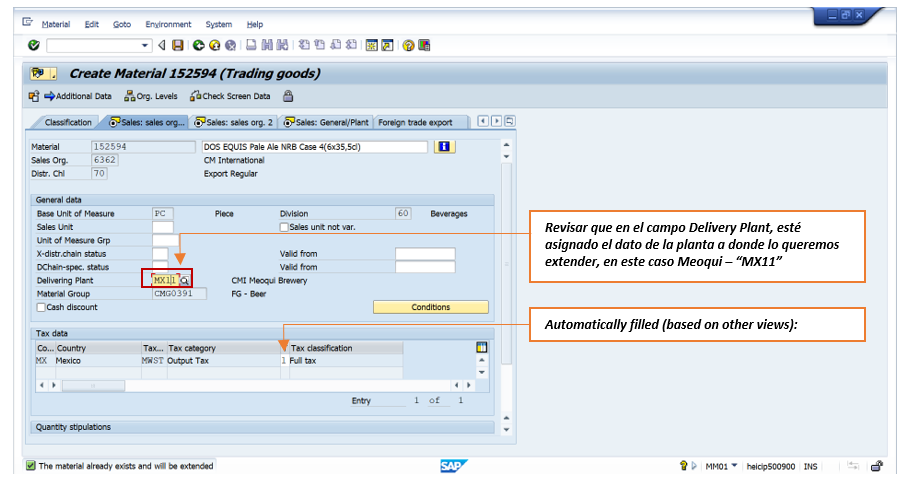 Material Edit Goto Environment System Help
Create Material 152594 (Trading goods)
Additional Data Org. Levels Check Screen Data
Classification Sales: sales org... Sales: sales org. 2 Sales: General/Plant Foreign trade export
Material 152594 DOS EQUIS Pale Ale NRB Case 4(6x35,5cl)
Sales Org. 6362 CM International
Distr. Chl 70 Export Regular
General data
Base Unit of Measure PC Piece Division 60 Beverages
Sales Unit Sales unit not var.
Unit of Measure Grp
X-distr.chain status Valid from
DChain-spec. status Valid from
Delivering Plant MX11 CMI Meoqui Brewery
Material Group CMG0391 FG - Beer
Cash discount Conditions
Revisar que en el campo Delivery Plant, esté
asignado el dato de la planta a donde lo queremos
extender, en este caso Meoqui – “MX11”
Automatically filled (based on other views):
Tax data
Co... Country Tax... Tax category Tax classification
MX Mexico MWST Output Tax 1 Full tax
Entry 1 of 1
Quantity stipulations
The material already exists and will be extended
SAP
MM01 heicip500900 INS